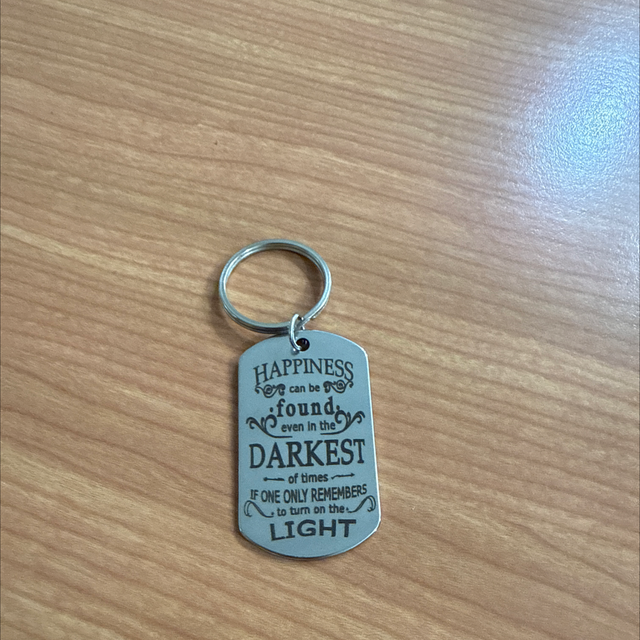 HAPPINESS
can be
found,
even in the
DARKEST
of times
IF ONE ONLY REMEMBERS
to turn on the
LIGHT